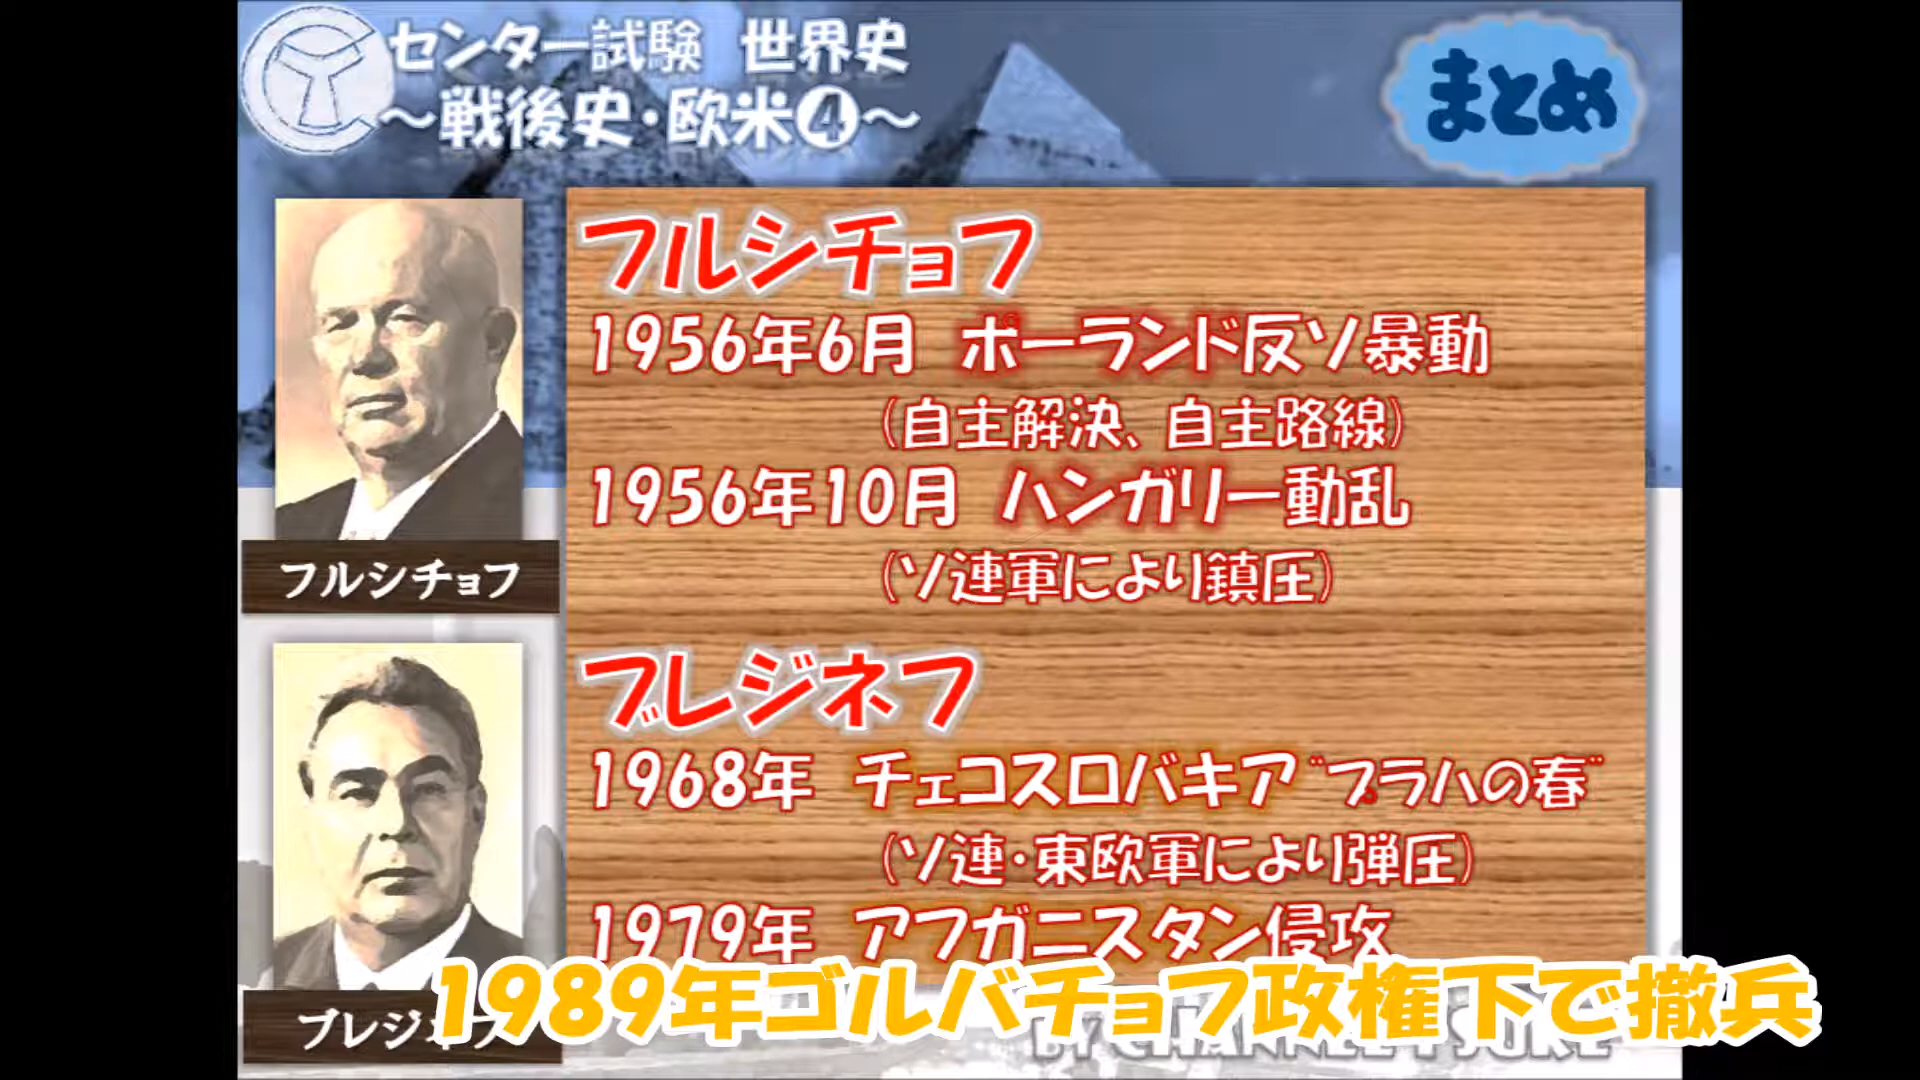 センター試験 世界史
～戦後史・欧米❹～
まとめ
フルシチョフ
1956年6月 ポーランド反ソ暴動
(自主解決、自主路線)
1956年10月 ハンガリー動乱
(ソ連軍により鎮圧)
フルシチョフ
ブレジネフ
1968年 チェコスロバキア"プラハの春"
(ソ連・東欧軍により弾圧)
1979年 アフガニスタン侵攻
ブレジネフ
1989年ゴルバチョフ政権下で撤兵